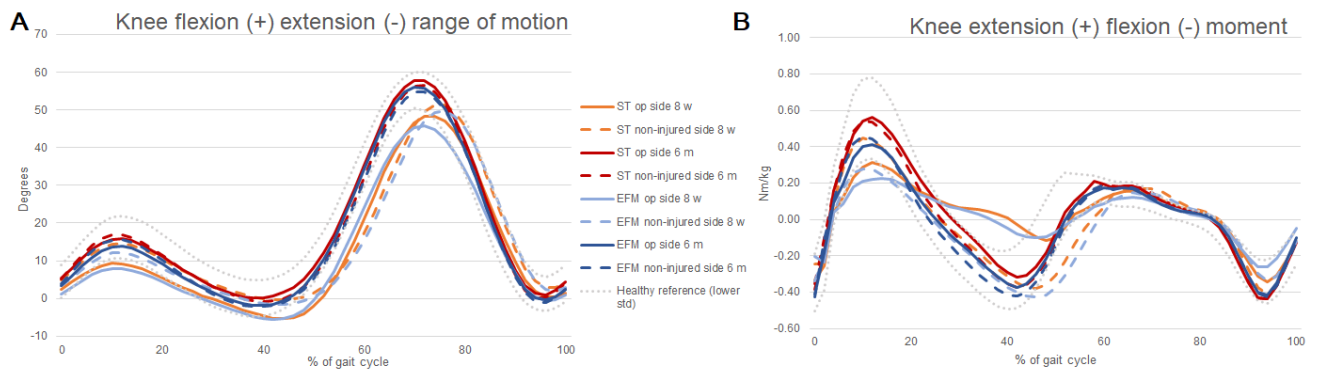 A
Knee flexion (+) extension (-) range of motion
70
60
50
40
30
20
10
0
-10
Degrees
0
20
40
60
80
100
% of gait cycle
ST op side 8 w
ST non-injured side 8 w
ST op side 6 m
ST non-injured side 6 m
EFM op side 8 w
EFM non-injured side 8 w
EFM op side 6 m
EFM non-injured side 6 m
Healthy reference (lower
std)
B
Knee extension (+) flexion (-) moment
1.00
0.80
0.60
0.40
0.20
0.00
-0.20
-0.40
-0.60
Nm/kg
0
20
40
60
80
100
% of gait cycle